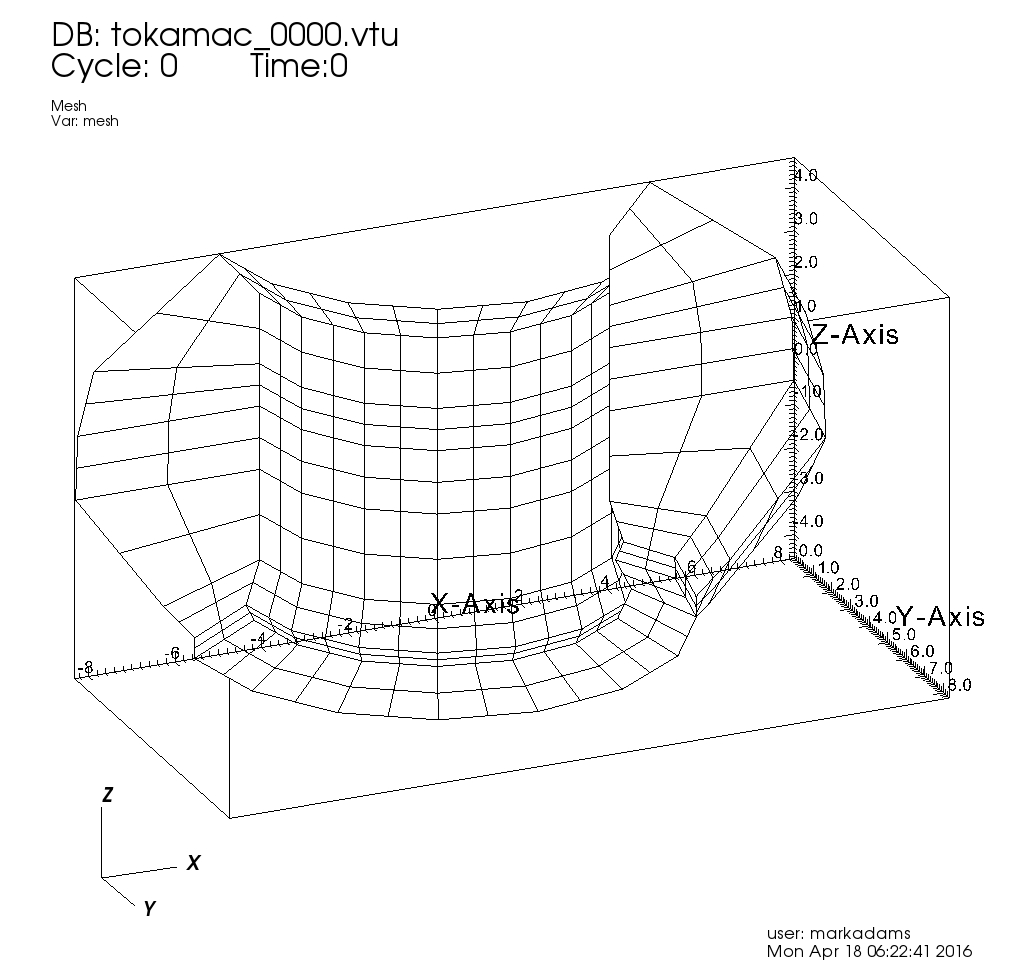 DB: tokamac_0000.vtu
Cycle: 0 Time:0
Mesh
Var: mesh
4.0
3.0
2.0
1.0
Z-Axis
0.0
1.0
-2.0
3.0
-4.0
-8
-6
-4
-2
0
X-Axis
2
4
6
8
0.0
1.0
2.0
3.0
4.0
Y-Axis
5.0
6.0
7.0
8.0
Z
X
Y
user: markadams
Mon Apr 18 06:22:41 2016